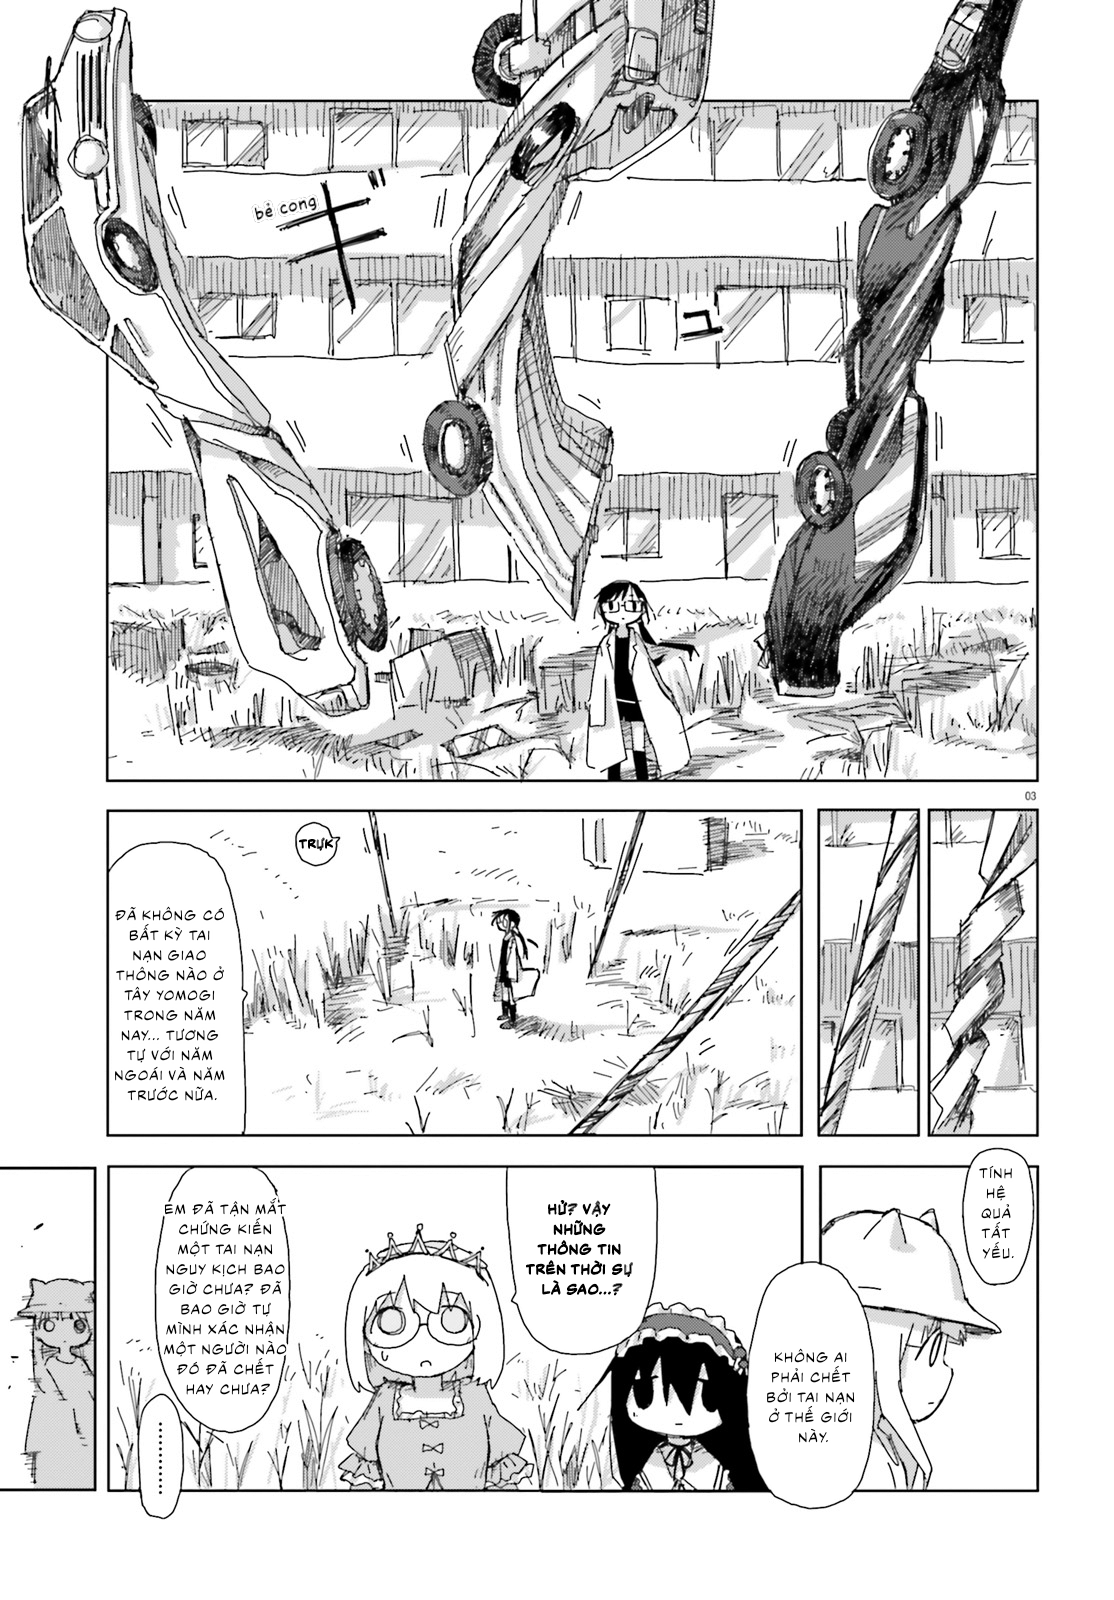 bẻ cong
キ"
ユ
03
TRỰK
ĐÃ KHÔNG CÓ
BẤT KỲ TAI
NẠN GIAO
THÔNG NÀO Ở
TÂY YOMOGI
TRONG NĂM
NAY... TƯƠNG
TỰ VỚI NĂM
NGOÁI VÀ NĂM
TRƯỚC NỮA.
TÍNH
HỆ
QUẢ
TẤT
YẾU.
KHÔNG AI
PHẢI CHẾT
BỞI TAI NẠN
Ở THẾ GIỚI
NÀY.
HỬ? VẬY
NHỮNG
THÔNG TIN
TRÊN THỜI SỰ
LÀ SAO...?
EM ĐÃ TẬN MẮT
CHỨNG KIẾN
MỘT TAI NẠN
NGUY KỊCH BAO
GIỜ CHƯA? ĐÃ
BAO GIỜ TỰ
MÌNH XÁC NHẬN
MỘT NGƯỜI NÀO
ĐÓ ĐÃ CHẾT
HAY CHƯA?
..........